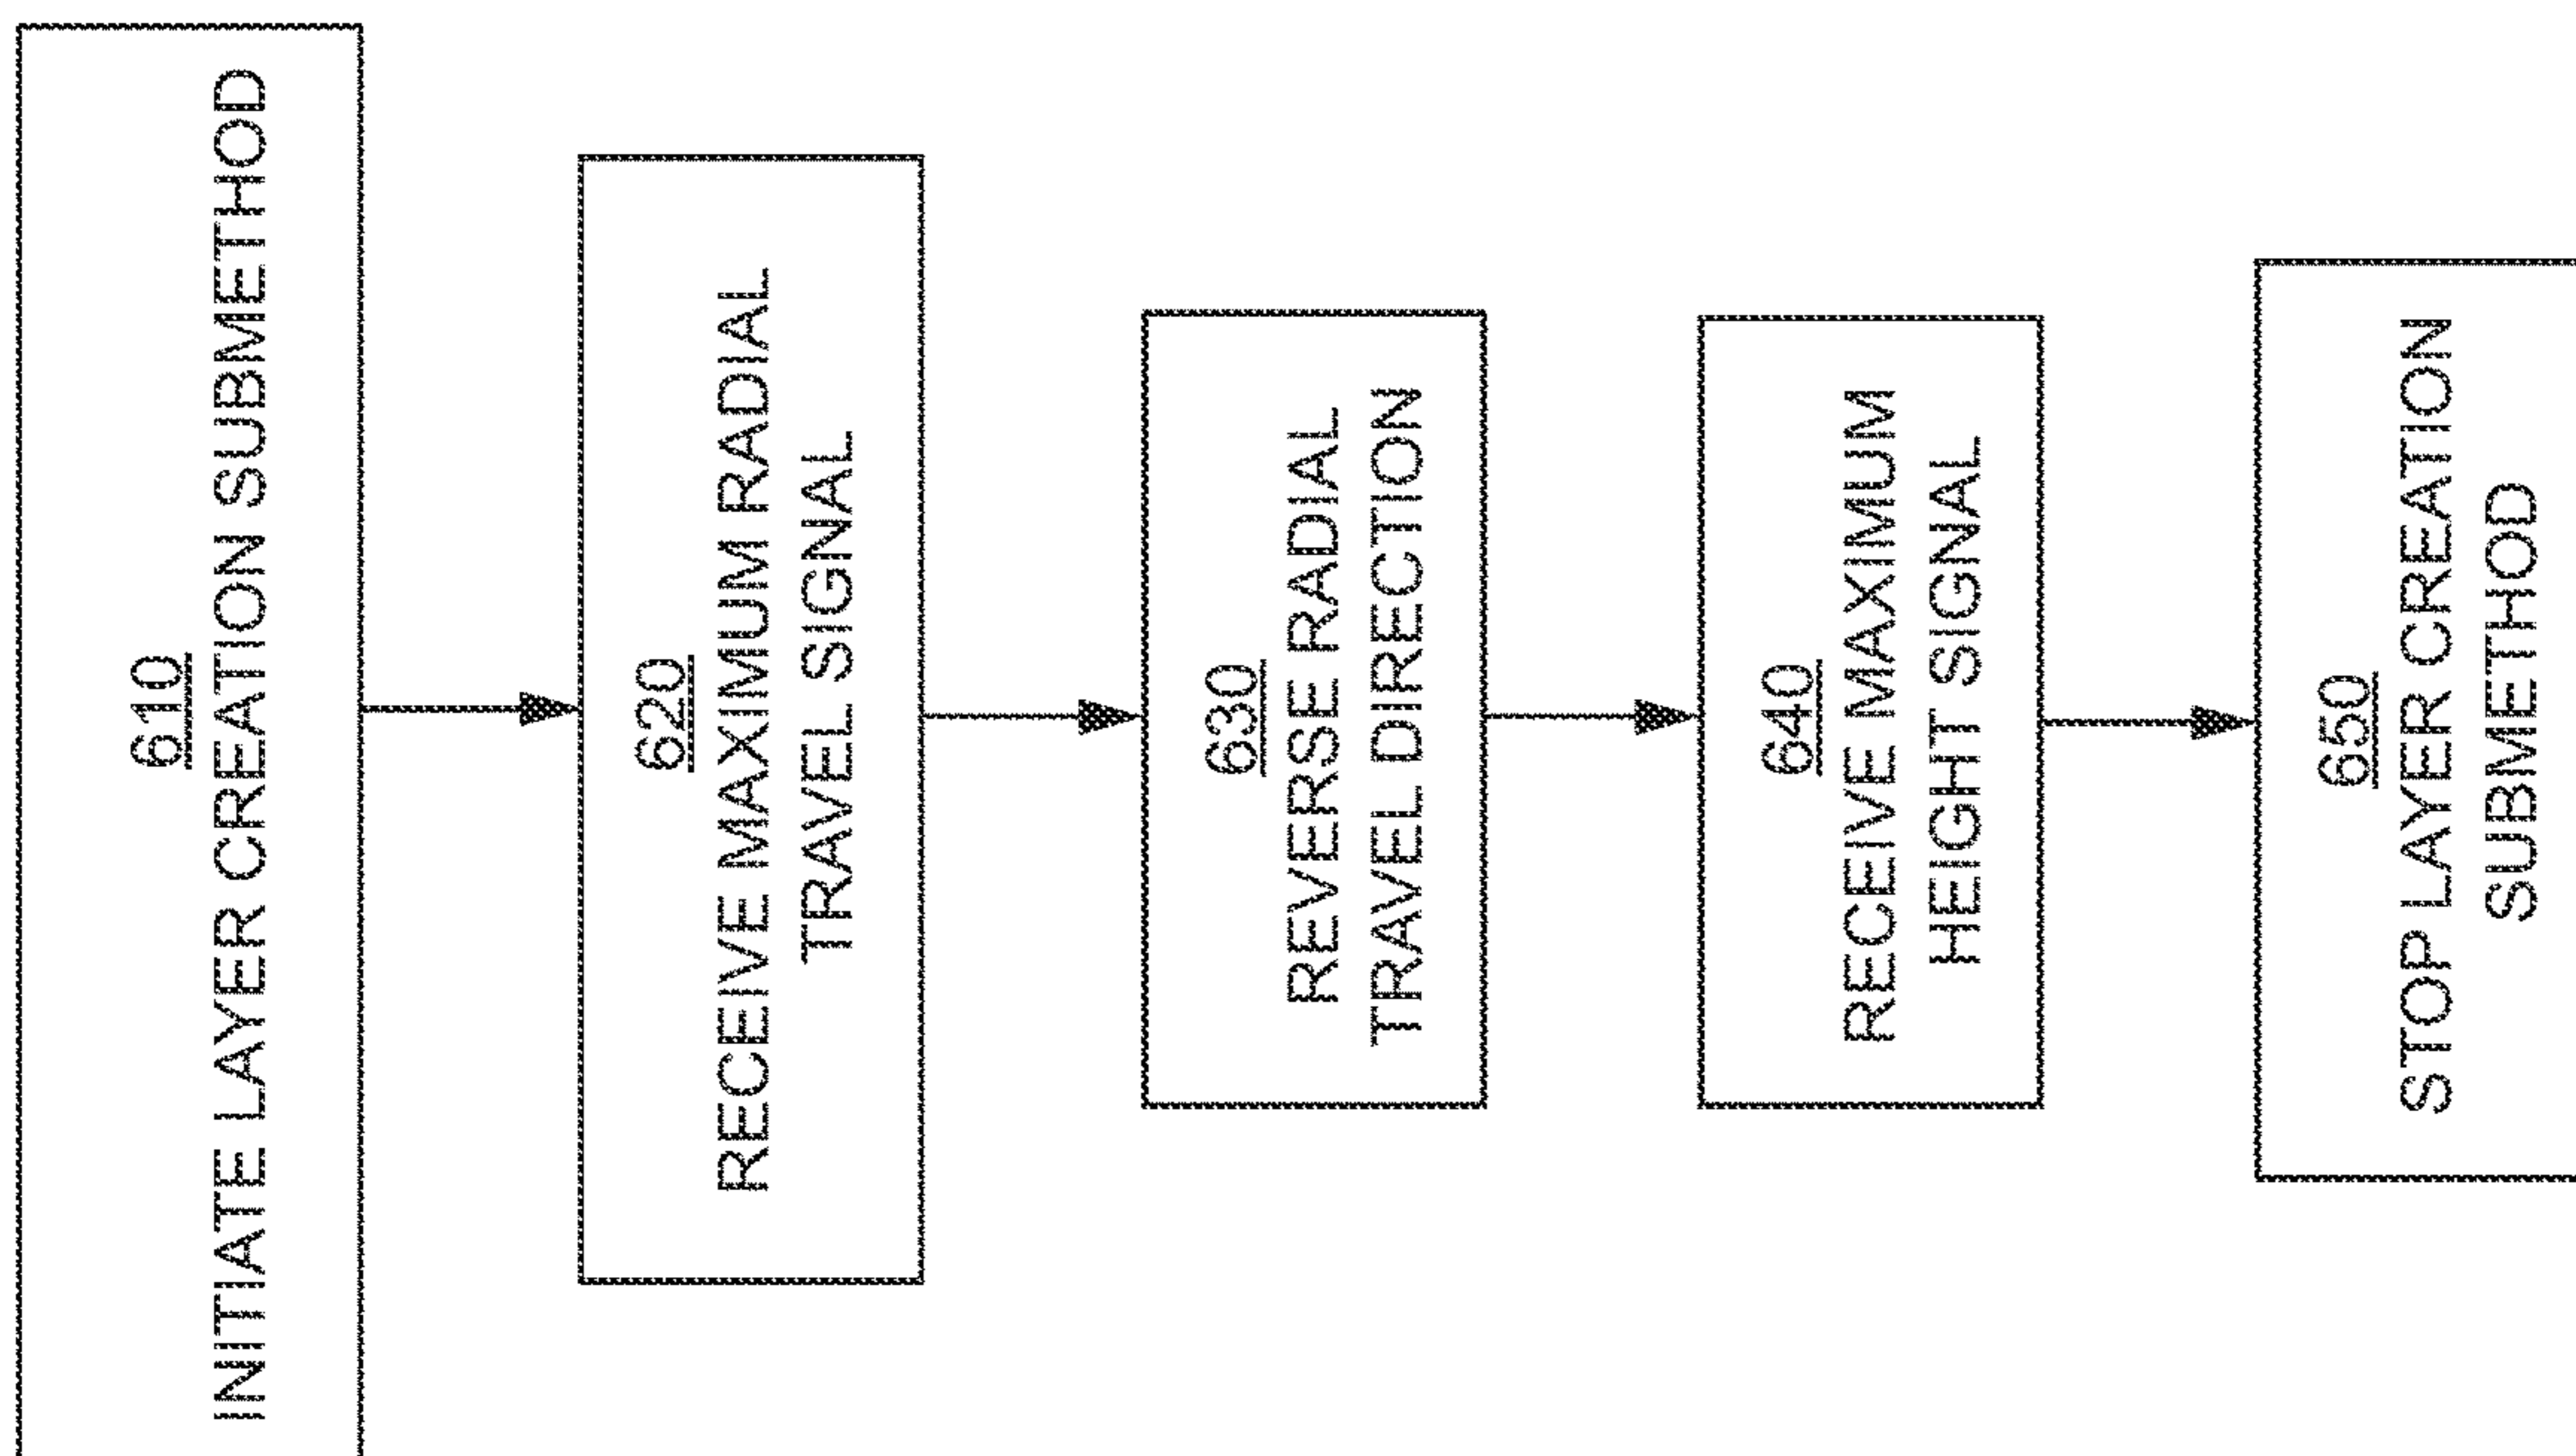 610
INITIATE LAYER CREATION SUBMETHOD
620
RECEIVE MAXIMUM RADIAL
TRAVEL SIGNAL
630
REVERSE RADIAL
TRAVEL DIRECTION
640
RECEIVE MAXIMUM
HEIGHT SIGNAL
650
STOP LAYER CREATION
SUBMETHOD